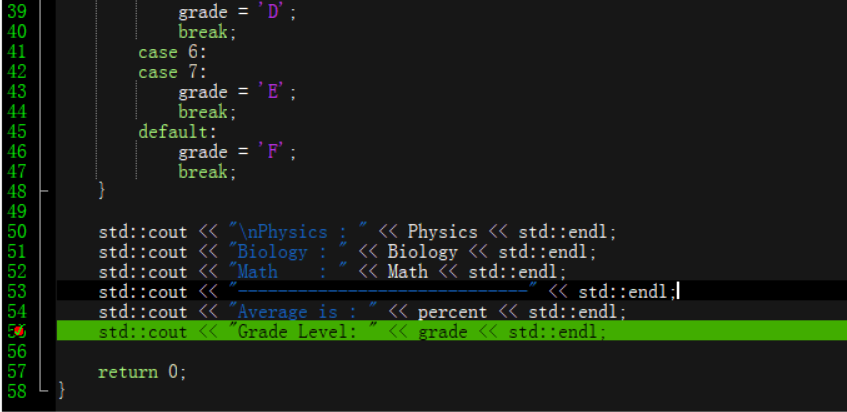 39 grade = 'D';
40 break;
41 case 6:
42 case 7:
43 grade = 'E';
44 break;
45 default:
46 grade = 'F';
47 break;
48 }
49
50 std::cout << "\nPhysics : " << Physics << std::endl;
51 std::cout << "Biology : " << Biology << std::endl;
52 std::cout << "Math    : " << Math << std::endl;
53 std::cout << "-----------------------------" << std::endl;
54 std::cout << "Average is : " << percent << std::endl;
55 std::cout << "Grade Level: " << grade << std::endl;
56
57 return 0;
58 }